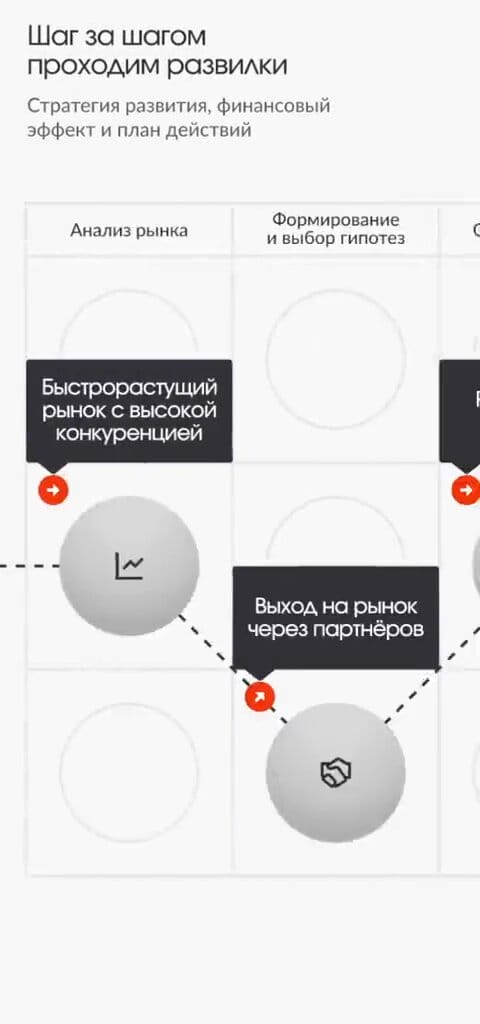 Шаг за шагом
проходим развилки
Стратегия развития, финансовый
эффект и план действий
Анализ рынка
Формирование
и выбор гипотез
Быстрорастущий
рынок с высокой
конкуренцией
Выход на рынок
через партнёров